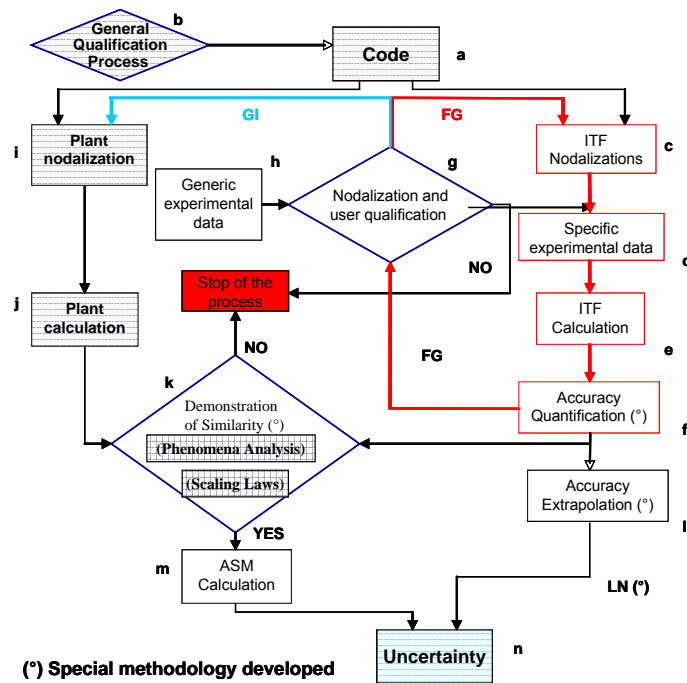 b
General
Qualification
Process
Code
a
GI
FG
i
Plant
nodalization
h
g
ITF
Nodalizations
c
Generic
experimental
data
Nodalization and
user qualification
Specific
experimental data
d
NO
Stop of the
process
j
Plant
calculation
ITF
Calculation
e
NO
FG
k
Demonstration
of Similarity (°)
(Phenomena Analysis)
(Scaling Laws)
Accuracy
Quantification (°)
f
Accuracy
Extrapolation (°)
l
YES
m
ASM
Calculation
LN (°)
Uncertainty
n
(°) Special methodology developed